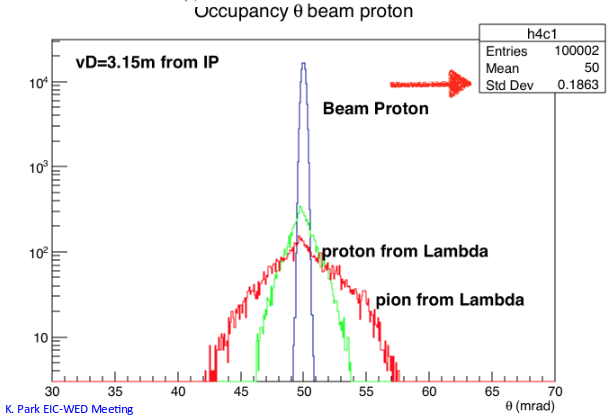 Occupancy θ beam proton
h4c1
Entries 100002
Mean 50
Std Dev 0.1863
vD=3.15m from IP
Beam Proton
proton from Lambda
pion from Lambda
10⁴
10³
10²
10
30 35 40 45 50 55 60 65 70
θ (mrad)
K. Park EIC-WED Meeting